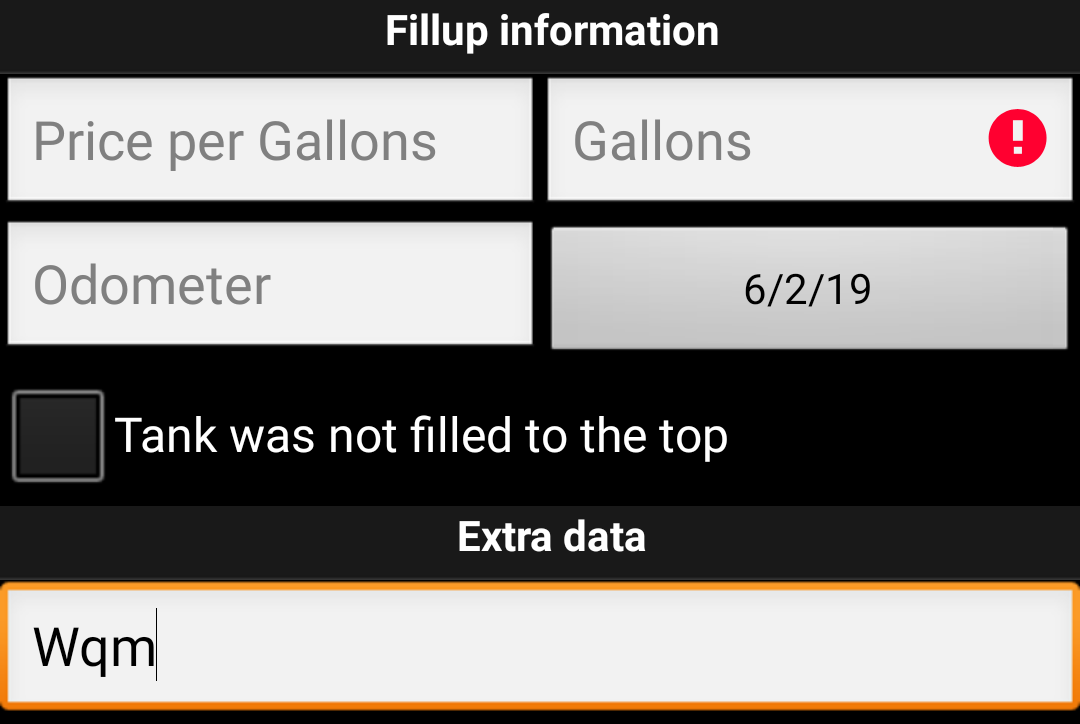 Fillup information
Price per Gallons
Gallons
Odometer
6/2/19
Tank was not filled to the top
Extra data
Wqm